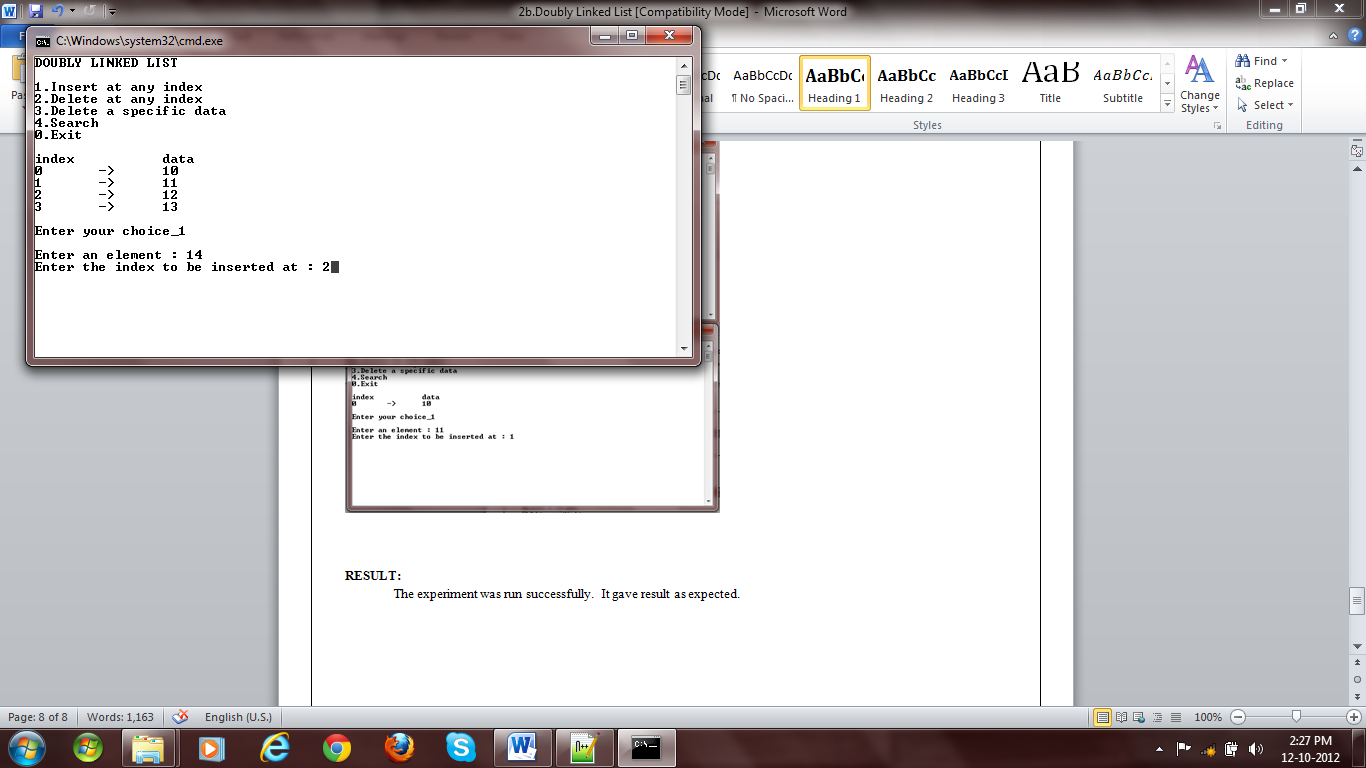 2b.Doubly Linked List [Compatibility Mode] - Microsoft Word
C:\Windows\system32\cmd.exe
DOUBLY LINKED LIST
1.Insert at any index
2.Delete at any index
3.Delete a specific data
4.Search
0.Exit
index data
0 -> 10
1 -> 11
2 -> 12
3 -> 13
Enter your choice_1
Enter an element : 14
Enter the index to be inserted at : 2
AaBbCcDc AaBbC AaBbCc AaBbCcI AaB AaBbCcI
¶ No Spaci... Heading 1 Heading 2 Heading 3 Title Subtitle
Change Styles
Styles
Find
Replace
Select
Editing
3.Delete a specific data
4.Search
0.Exit
index data
0 -> 10
Enter your choice_1
Enter an element : 11
Enter the index to be inserted at : 1
RESULT:
The experiment was run successfully. It gave result as expected.
Page: 8 of 8 Words: 1,163 English (U.S.) 100%
2:27 PM
12-10-2012